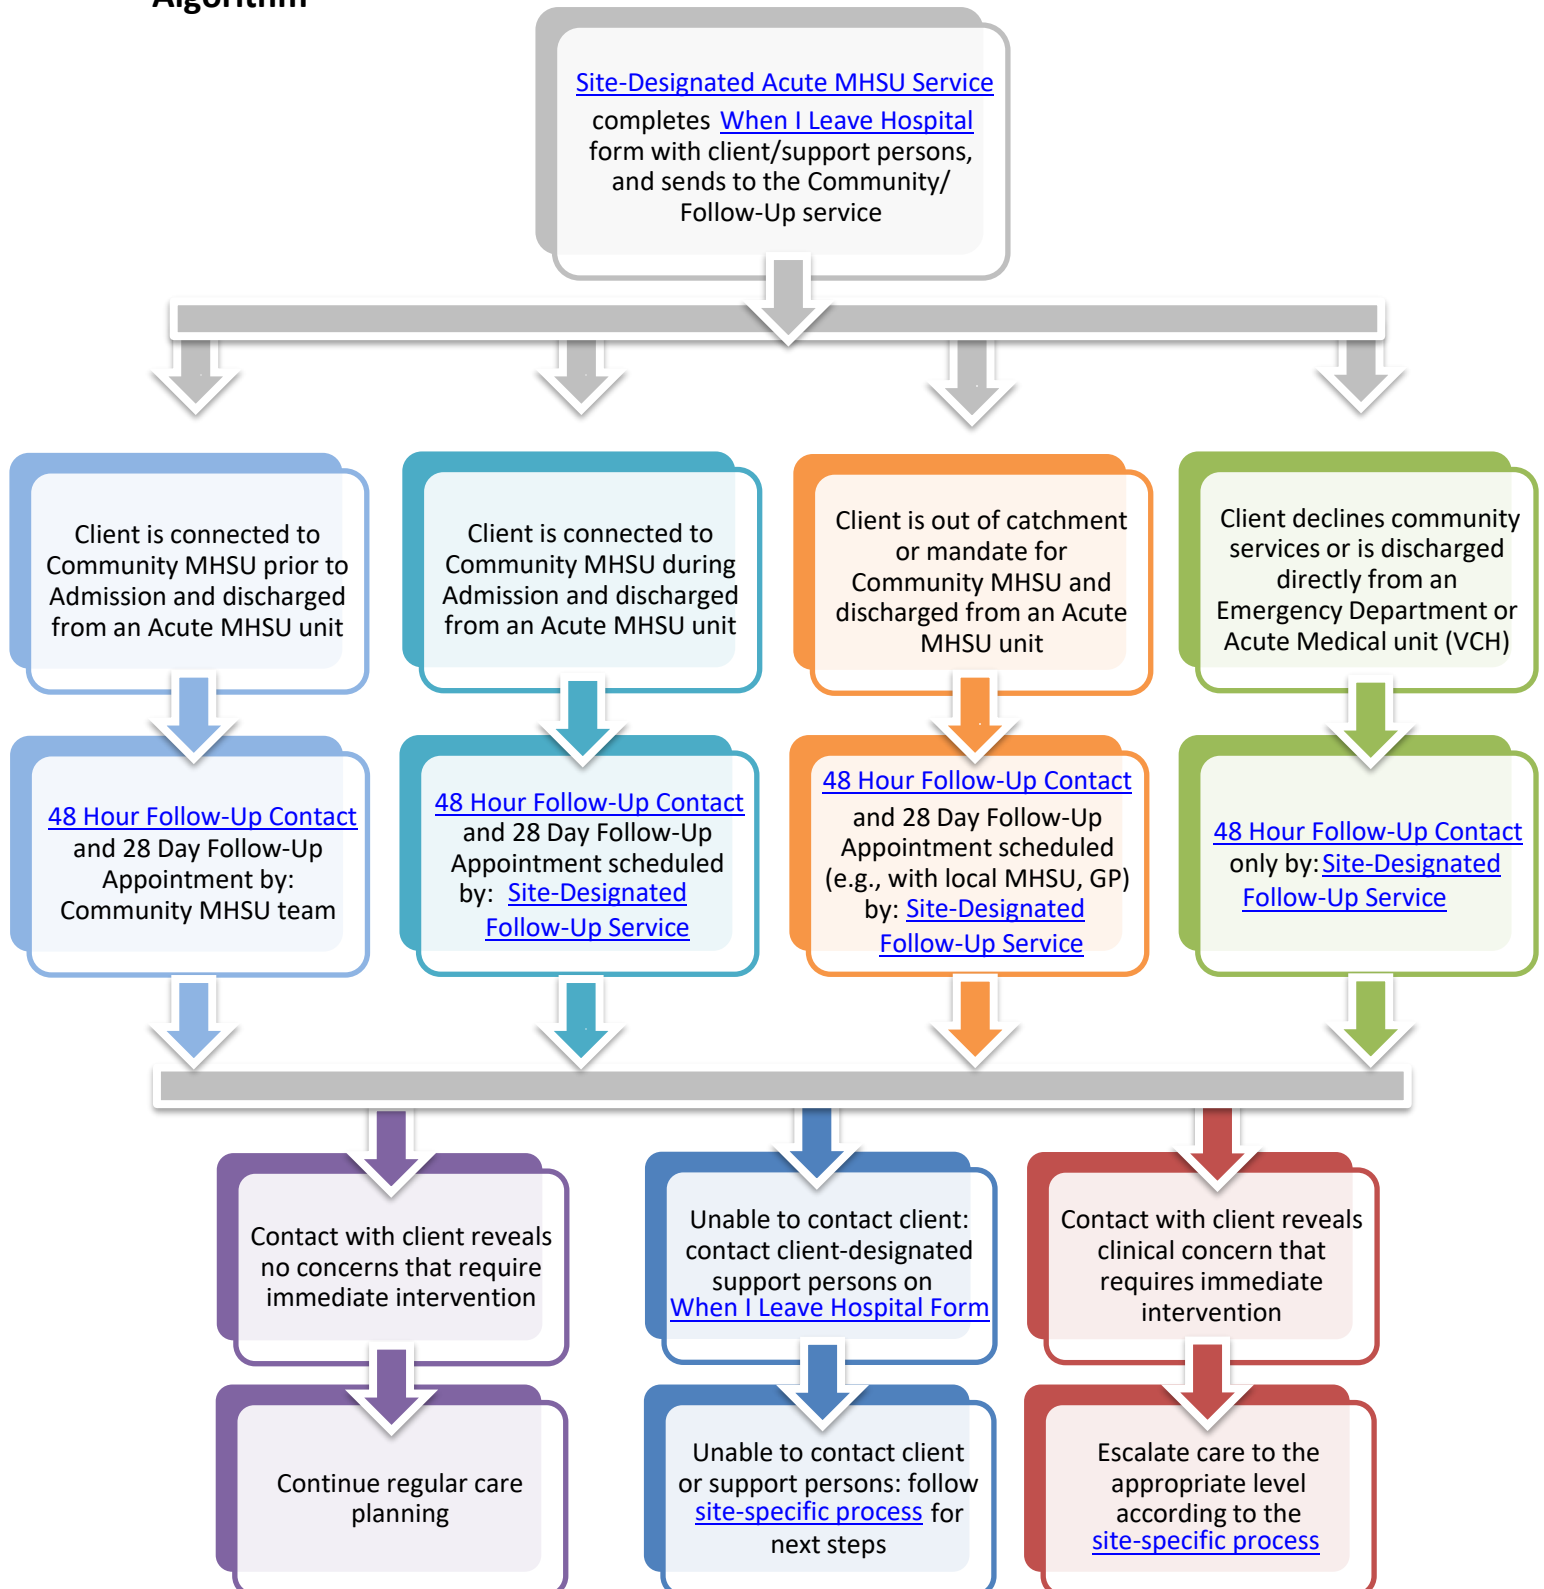 Algorithm
Site-Designated Acute MHSU Service
completes When I Leave Hospital
form with client/support persons,
and sends to the Community/
Follow-Up service
Client is connected to
Community MHSU prior to
Admission and discharged
from an Acute MHSU unit
Client is connected to
Community MHSU during
Admission and discharged
from an Acute MHSU unit
Client is out of catchment
or mandate for
Community MHSU and
discharged from an Acute
MHSU unit
Client declines community
services or is discharged
directly from an
Emergency Department or
Acute Medical unit (VCH)
48 Hour Follow-Up Contact
and 28 Day Follow-Up
Appointment by:
Community MHSU team
48 Hour Follow-Up Contact
and 28 Day Follow-Up
Appointment scheduled
by: Site-Designated
Follow-Up Service
48 Hour Follow-Up Contact
and 28 Day Follow-Up
Appointment scheduled
(e.g., with local MHSU, GP)
by: Site-Designated
Follow-Up Service
48 Hour Follow-Up Contact
only by: Site-Designated
Follow-Up Service
Contact with client reveals
no concerns that require
immediate intervention
Unable to contact client:
contact client-designated
support persons on
When I Leave Hospital Form
Contact with client reveals
clinical concern that
requires immediate
intervention
Continue regular care
planning
Unable to contact client
or support persons: follow
site-specific process for
next steps
Escalate care to the
appropriate level
according to the
site-specific process